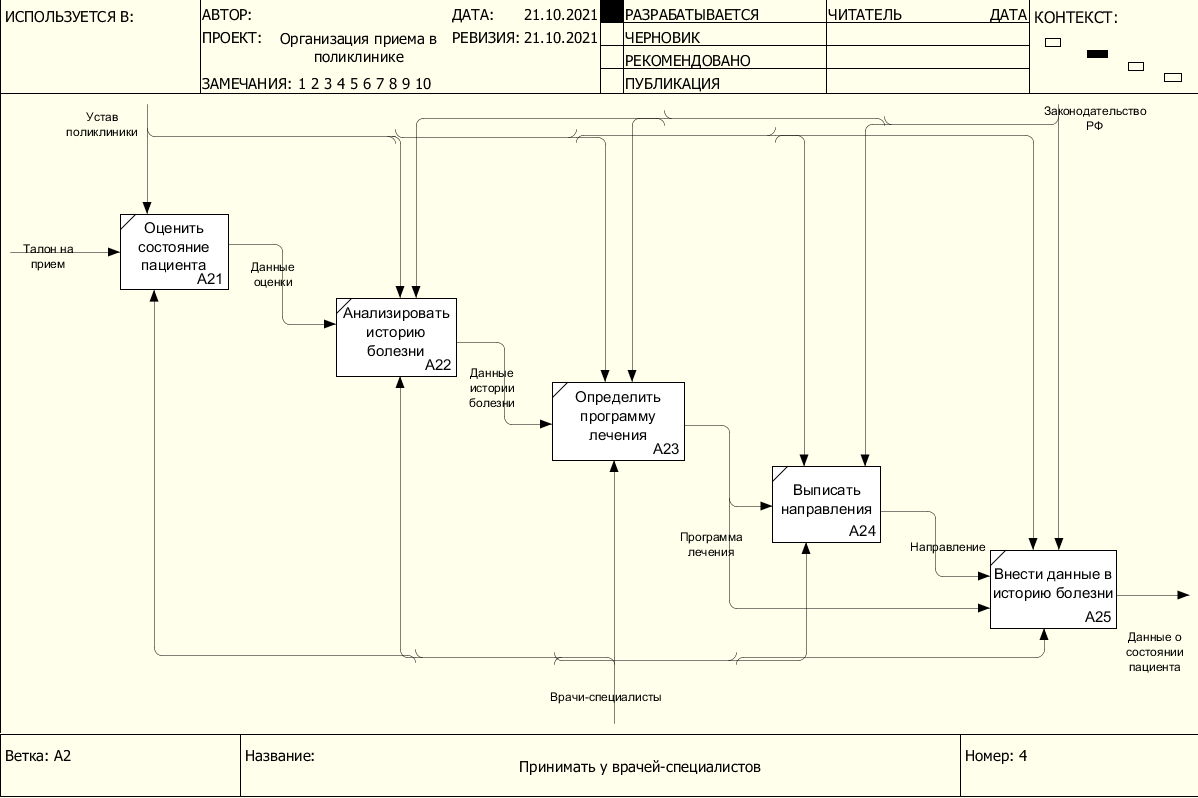 ИСПОЛЬЗУЕТСЯ В:
АВТОР:
ДАТА: 21.10.2021
ПРОЕКТ: Организация приема в
поликлинике
РЕВИЗИЯ: 21.10.2021
ЗАМЕЧАНИЯ: 1 2 3 4 5 6 7 8 9 10
РАЗРАБАТЫВАЕТСЯ
ЧЕРНОВИК
РЕКОМЕНДОВАНО
ПУБЛИКАЦИЯ
ЧИТАТЕЛЬ
ДАТА
КОНТЕКСТ:
Устав
поликлиники
Законодательство
РФ
Талон на
прием
Оценить
состояние
пациента
A21
Данные
оценки
Анализировать
историю
болезни
A22
Данные
истории
болезни
Определить
программу
лечения
A23
Программа
лечения
Выписать
направления
A24
Направление
Внести данные в
историю болезни
A25
Данные о
состоянии
пациента
Врачи-специалисты
Ветка: A2
Название:
Принимать у врачей-специалистов
Номер: 4